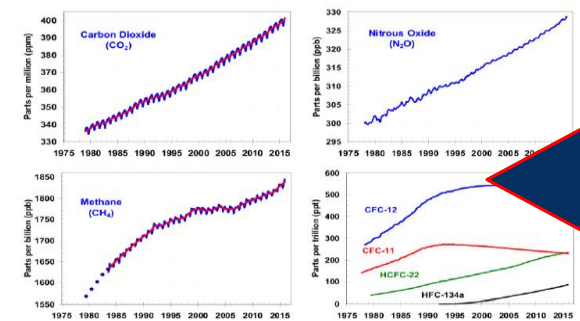 Carbon Dioxide
(CO₂)
Parts per million (ppm)
400
390
380
370
360
350
340
330
1975 1980 1985 1990 1995 2000 2005 2010 2015
Nitrous Oxide
(N₂O)
Parts per billion (ppb)
330
325
320
315
310
305
300
295
1975 1980 1985 1990 1995 2000 2005 201
Methane
(CH₄)
Parts per billion (ppb)
1850
1800
1750
1700
1650
1600
1550
1975 1980 1985 1990 1995 2000 2005 2010 2015
Parts per trillion (ppt)
600
500
400
300
200
100
0
CFC-12
CFC-11
HCFC-22
HFC-134a
1975 1980 1985 1990 1995 2000 2005 2010 2015